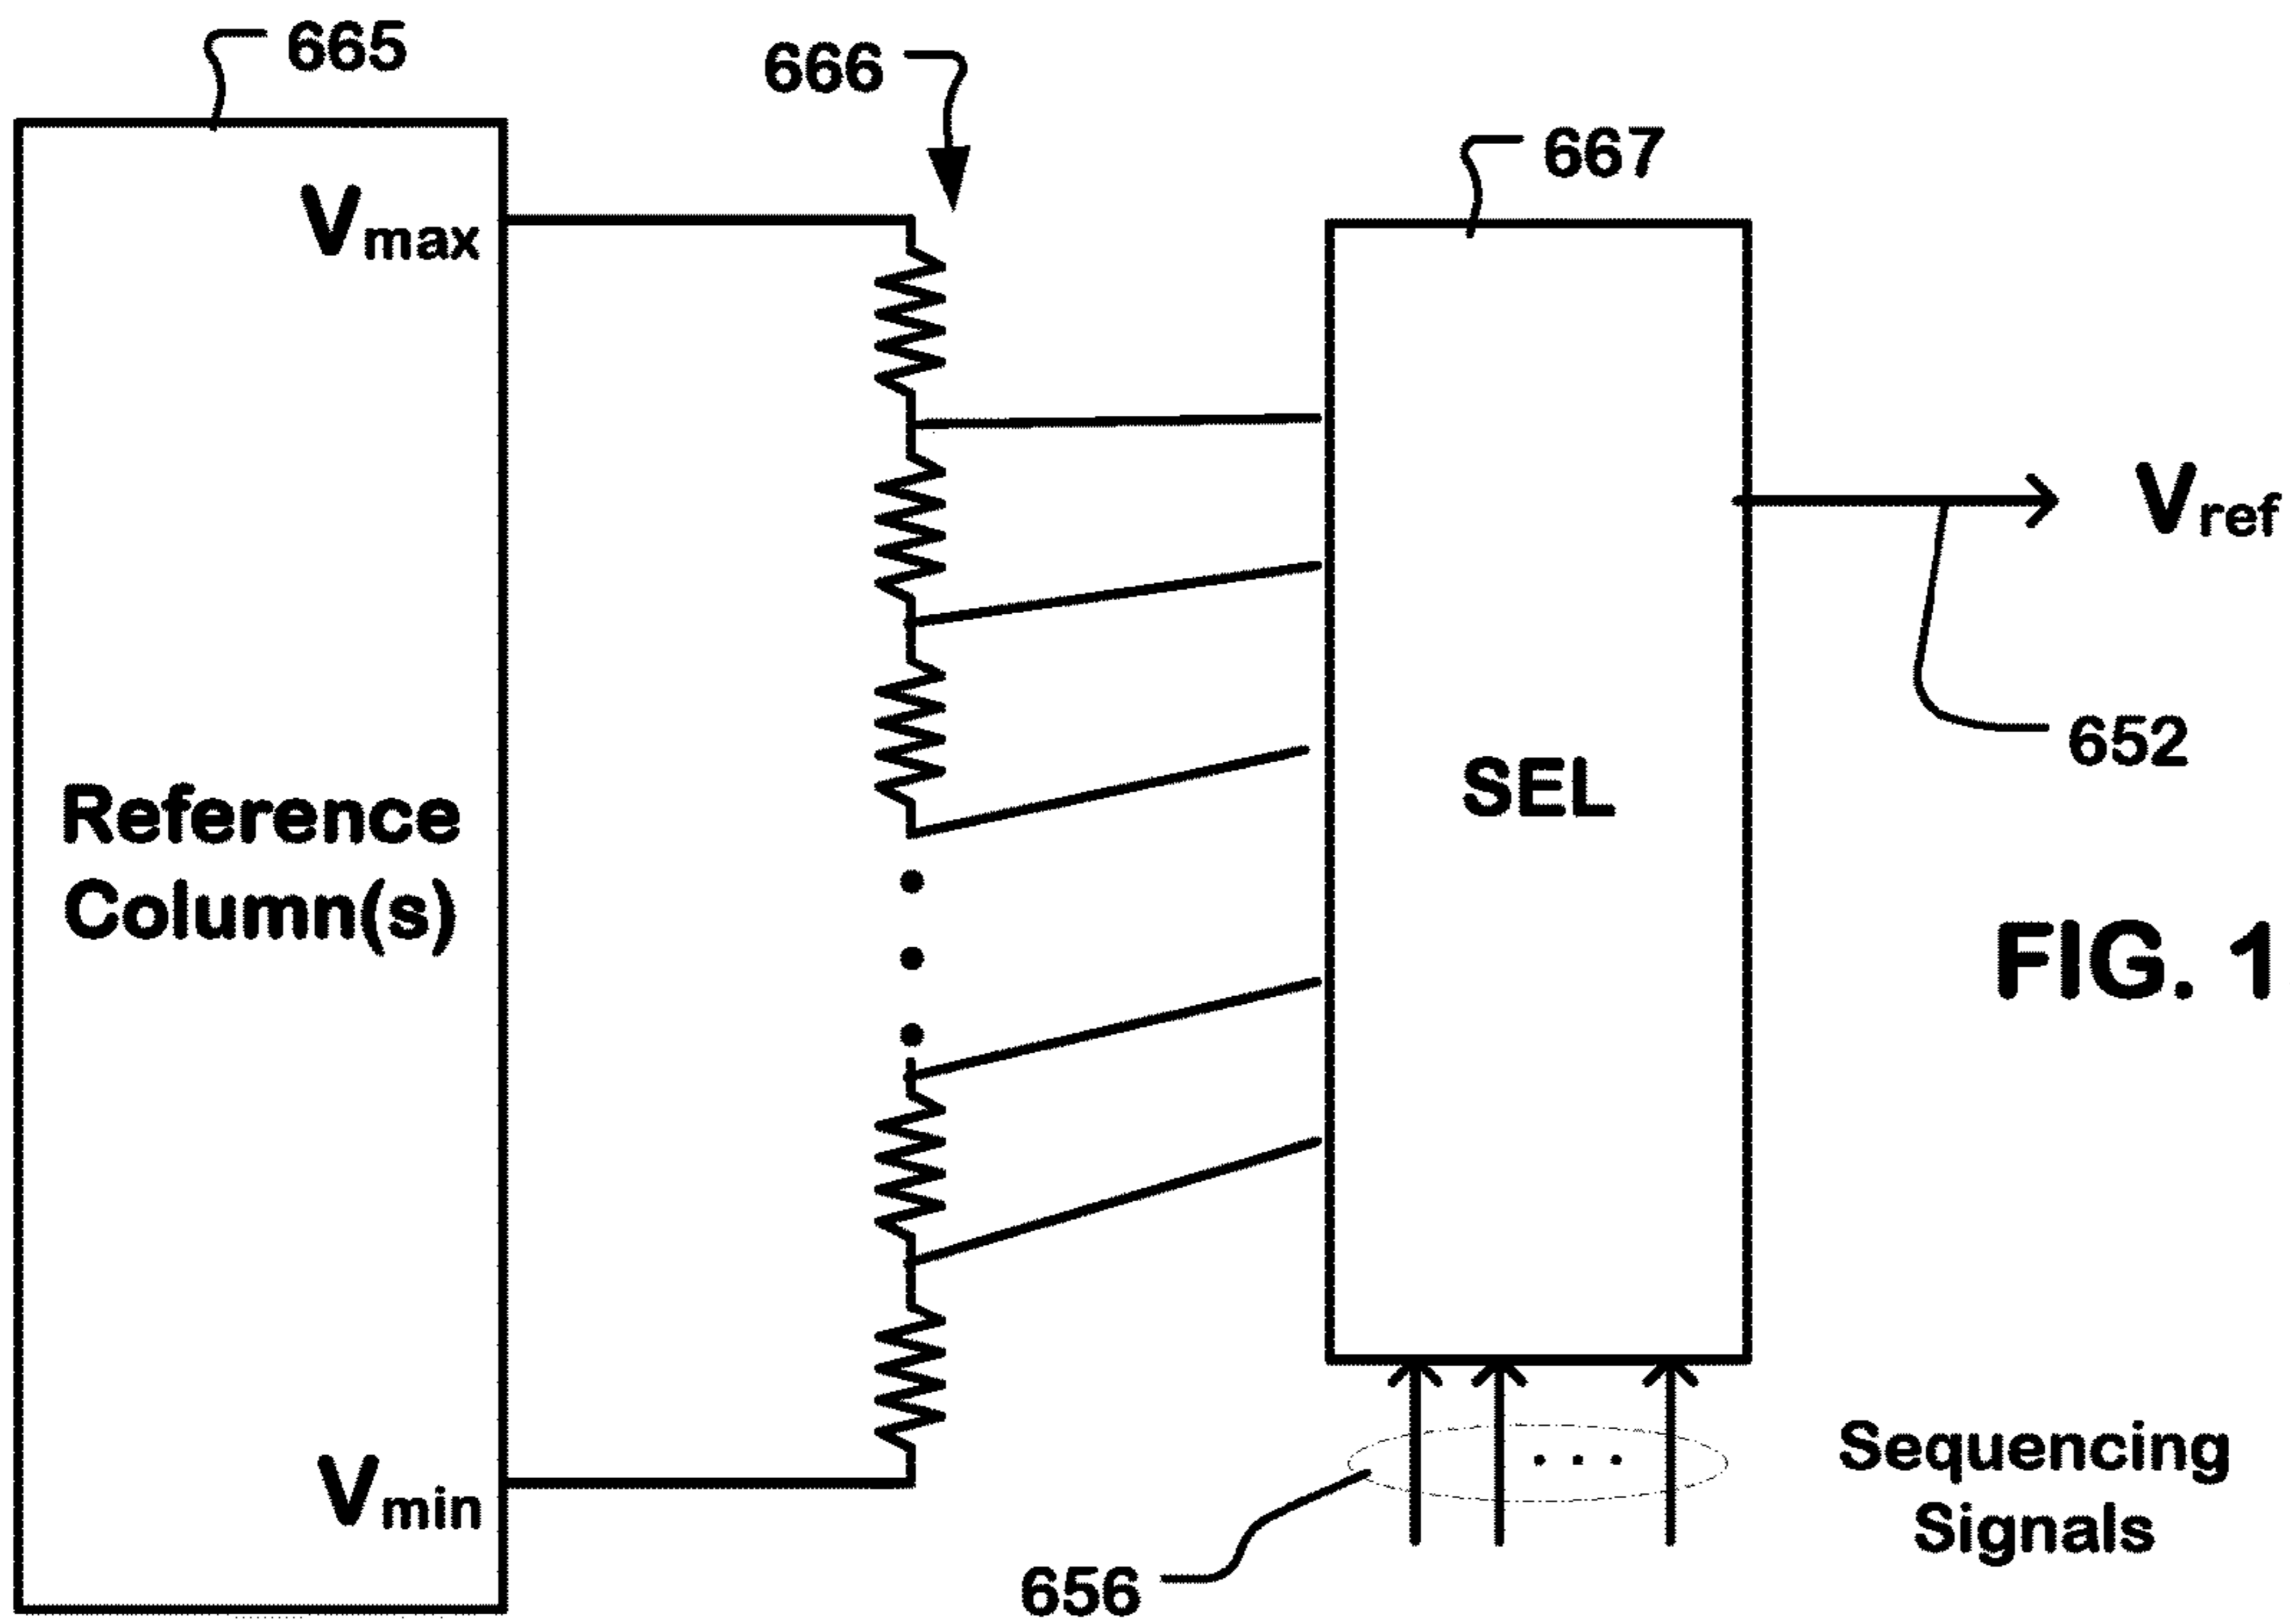 665
666
667
Vmax
Vref
652
Reference
Column(s)
SEL
FIG. 1
Vmin
Sequencing
Signals
656